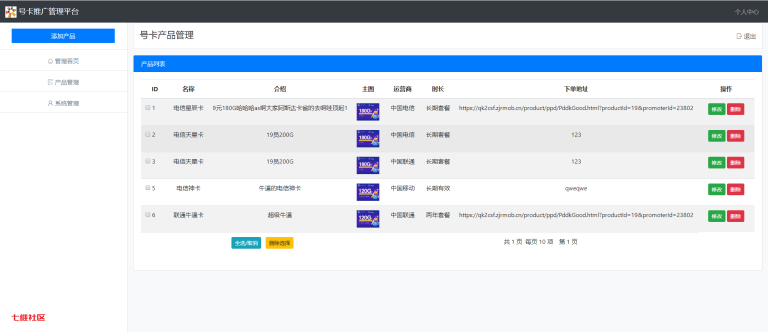 号卡推广管理平台
个人中心
添加产品
管理首页
产品管理
系统管理
号卡产品管理
退出
产品列表
ID 名称 介绍 主图 运营商 时长 下单地址 操作
1 电信星辰卡 9元180G哈哈哈as啊大家阿斯达卡留的去啊哇顶起1 180G 中国电信 长期套餐 https://qk2csf.zjrmob.cn/product/ppd/PddkGood.html?productId=19&promoterId=23802 修改 删除
2 电信天星卡 19员200G 180G 中国电信 长期套餐 123 修改 删除
3 电信天星卡 19员200G 180G 中国联通 长期套餐 123 修改 删除
5 电信神卡 牛逼的电信神卡 120G 中国移动 长期有效 qweqwe 修改 删除
6 联通牛逼卡 超级牛逼 120G 中国联通 两年套餐 https://qk2csf.zjrmob.cn/product/ppd/PddkGood.html?productId=19&promoterId=23802 修改 删除
全选/取消 删除选择
共 1 页 每页 10 项 第 1 页
七维社区